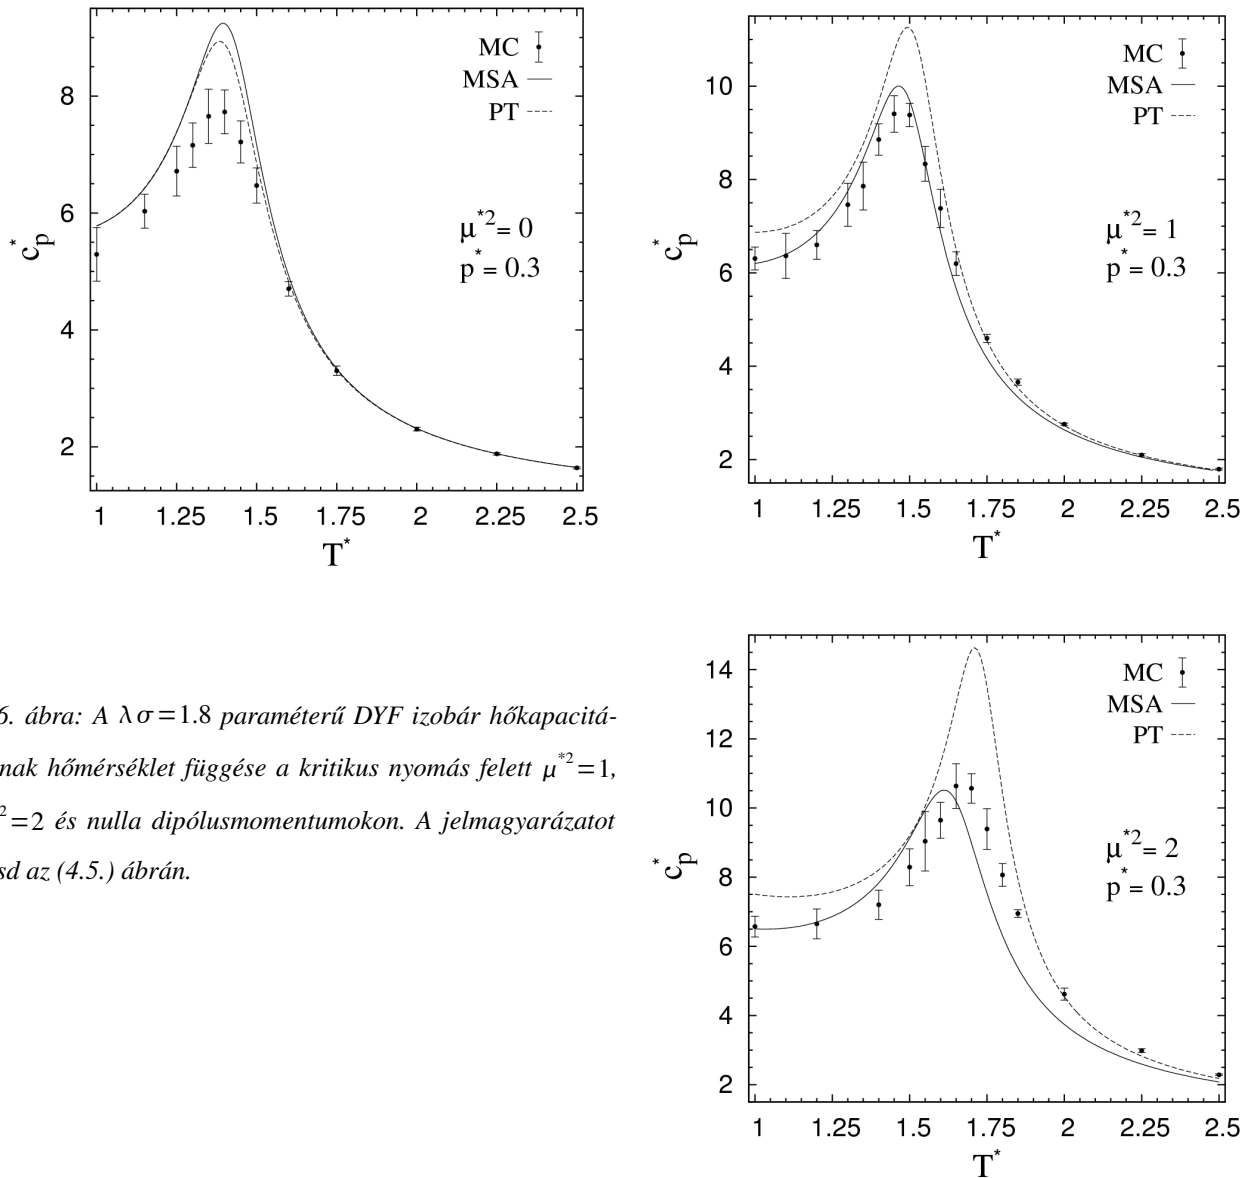 MC
MSA
PT
μ*2= 0
p* = 0.3
c*p
8
6
4
2
1 1.25 1.5 1.75 2 2.25 2.5
T*
MC
MSA
PT
μ*2= 1
p* = 0.3
c*p
10
8
6
4
2
1 1.25 1.5 1.75 2 2.25 2.5
T*
6. ábra: A λσ=1.8 paraméterű DYF izobár hőkapacitá-
nak hőmérséklet függése a kritikus nyomás felett μ*2=1,
2=2 és nulla dipólusmomentumokon. A jelmagyarázatot
sd az (4.5.) ábrán.
MC
MSA
PT
μ*2= 2
p* = 0.3
c*p
14
12
10
8
6
4
2
1 1.25 1.5 1.75 2 2.25 2.5
T*